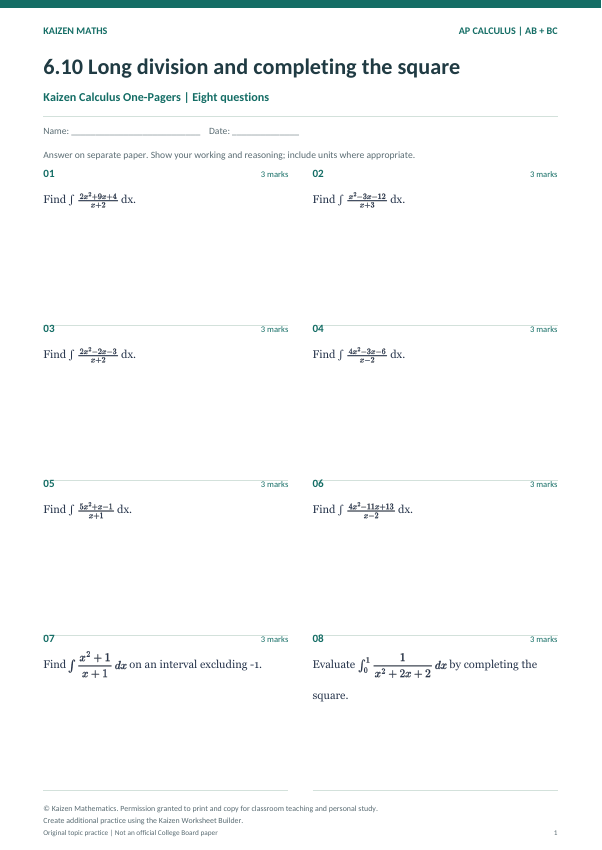 KAIZEN MATHS
AP CALCULUS | AB + BC
6.10 Long division and completing the square
Kaizen Calculus One-Pagers | Eight questions
Name: ____________________________ Date: ______________
Answer on separate paper. Show your working and reasoning; include units where appropriate.
01 3 marks
Find ∫ (2x²+9x+4)/(x+2) dx.
02 3 marks
Find ∫ (x²−3x−12)/(x+3) dx.
03 3 marks
Find ∫ (2x²−2x−3)/(x+2) dx.
04 3 marks
Find ∫ (4x²−3x−6)/(x−2) dx.
05 3 marks
Find ∫ (5x²+x−1)/(x+1) dx.
06 3 marks
Find ∫ (4x²−11x+13)/(x−2) dx.
07 3 marks
Find ∫ (x² + 1)/(x + 1) dx on an interval excluding -1.
08 3 marks
Evaluate ∫₀¹ 1/(x² + 2x + 2) dx by completing the
square.
© Kaizen Mathematics. Permission granted to print and copy for classroom teaching and personal study.
Create additional practice using the Kaizen Worksheet Builder.
Original topic practice | Not an official College Board paper
1